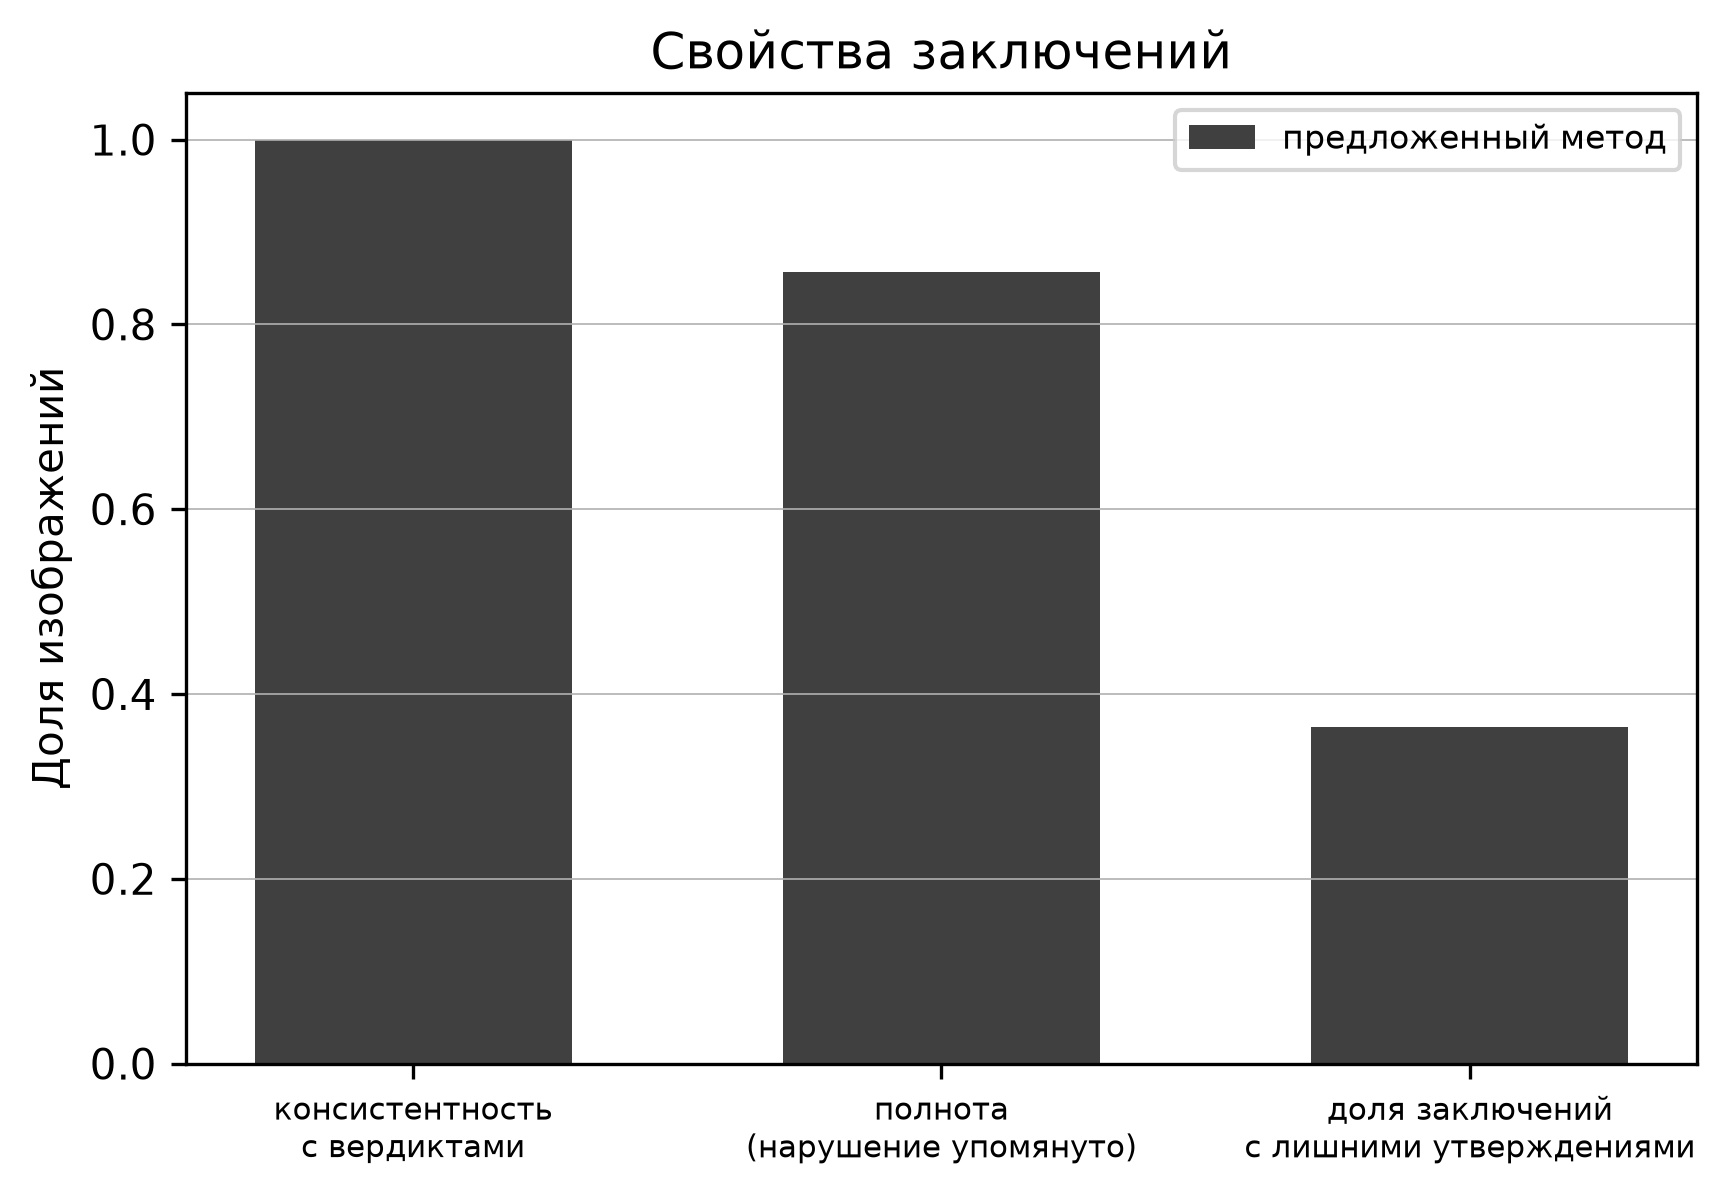 Свойства заключений
предложенный метод
Доля изображений
1.0
0.8
0.6
0.4
0.2
0.0
консистентность
с вердиктами
полнота
(нарушение упомянуто)
доля заключений
с лишними утверждениями